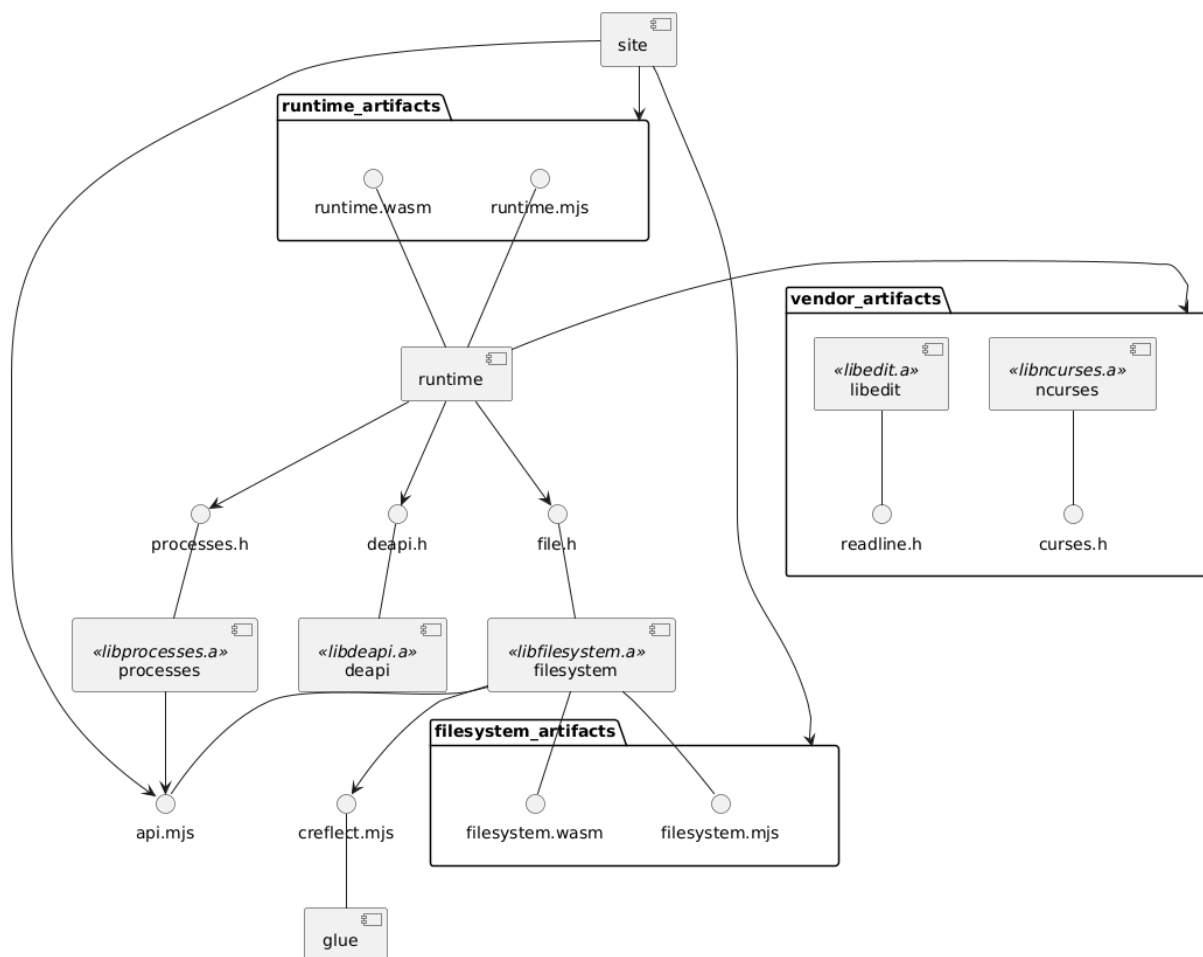 site
runtime_artifacts
runtime.wasm
runtime.mjs
vendor_artifacts
«libedit.a»
libedit
«libncurses.a»
ncurses
runtime
readline.h
curses.h
processes.h
deapi.h
file.h
«libprocesses.a»
processes
«libdeapi.a»
deapi
«libfilesystem.a»
filesystem
filesystem_artifacts
api.mjs
creflect.mjs
filesystem.wasm
filesystem.mjs
glue